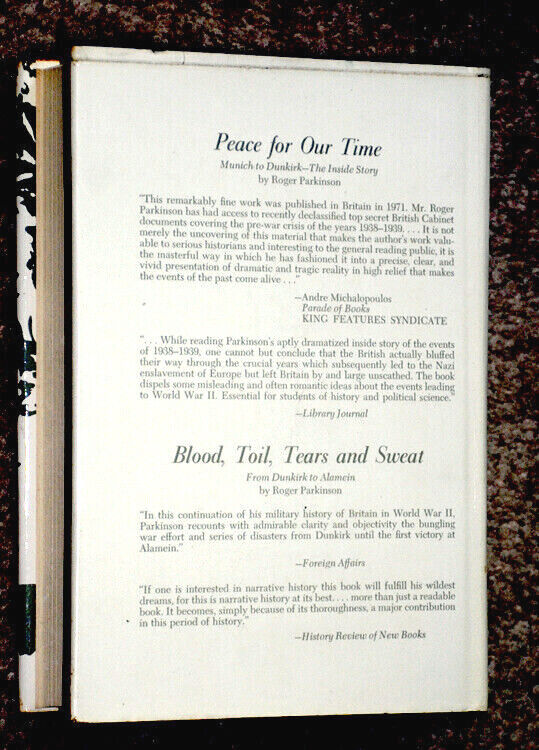 Peace for Our Time
Munich to Dunkirk—The Inside Story
by Roger Parkinson
"This remarkably fine work was published in Britain in 1971. Mr. Roger
Parkinson has had access to recently declassified top secret British Cabinet
documents covering the pre-war crisis of the years 1938–1939. . . . It is not
merely the uncovering of this material that makes the author's work valu-
able to serious historians and interesting to the general reading public, it is
the masterful way in which he has fashioned it into a precise, clear, and
vivid presentation of dramatic and tragic reality in high relief that makes
the events of the past come alive . . ."
—Andre Michalopoulos
Parade of Books
KING FEATURES SYNDICATE
". . . While reading Parkinson's aptly dramatized inside story of the events
of 1938–1939, one cannot but conclude that the British actually bluffed
their way through the crucial years which subsequently led to the Nazi
enslavement of Europe but left Britain by and large unscathed. The book
dispels some misleading and often romantic ideas about the events leading
to World War II. Essential for students of history and political science."
—Library Journal
Blood, Toil, Tears and Sweat
From Dunkirk to Alamein
by Roger Parkinson
"In this continuation of his military history of Britain in World War II,
Parkinson recounts with admirable clarity and objectivity the bungling
war effort and series of disasters from Dunkirk until the first victory at
Alamein."
—Foreign Affairs
"If one is interested in narrative history this book will fulfill his wildest
dreams, for this is narrative history at its best. . . . more than just a readable
book. It becomes, simply because of its thoroughness, a major contribution
in this period of history."
—History Review of New Books